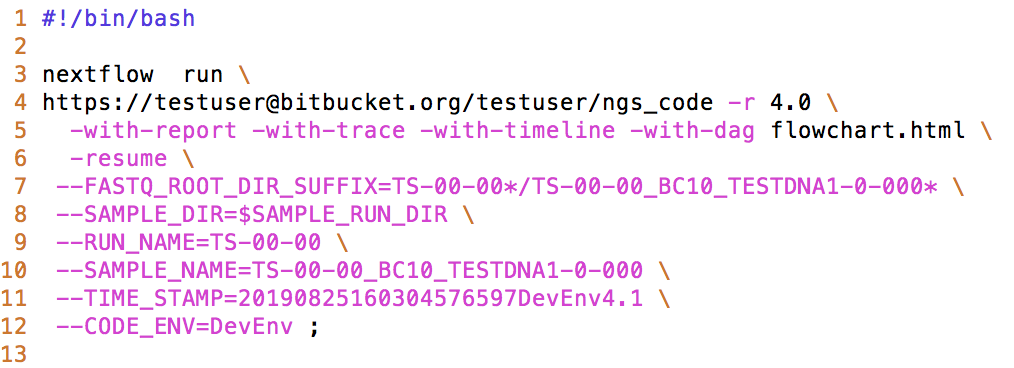 1 #!/bin/bash
2
3 nextflow  run \
4 https://testuser@bitbucket.org/testuser/ngs_code -r 4.0 \
5   -with-report -with-trace -with-timeline -with-dag flowchart.html \
6   -resume \
7  --FASTQ_ROOT_DIR_SUFFIX=TS-00-00*/TS-00-00_BC10_TESTDNA1-0-000* \
8  --SAMPLE_DIR=$SAMPLE_RUN_DIR \
9  --RUN_NAME=TS-00-00 \
10  --SAMPLE_NAME=TS-00-00_BC10_TESTDNA1-0-000 \
11  --TIME_STAMP=20190825160304576597DevEnv4.1 \
12  --CODE_ENV=DevEnv ;
13